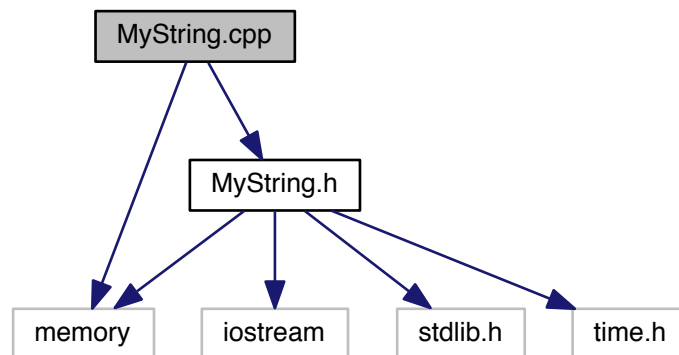 MyString.cpp
MyString.h
memory
iostream
stdlib.h
time.h